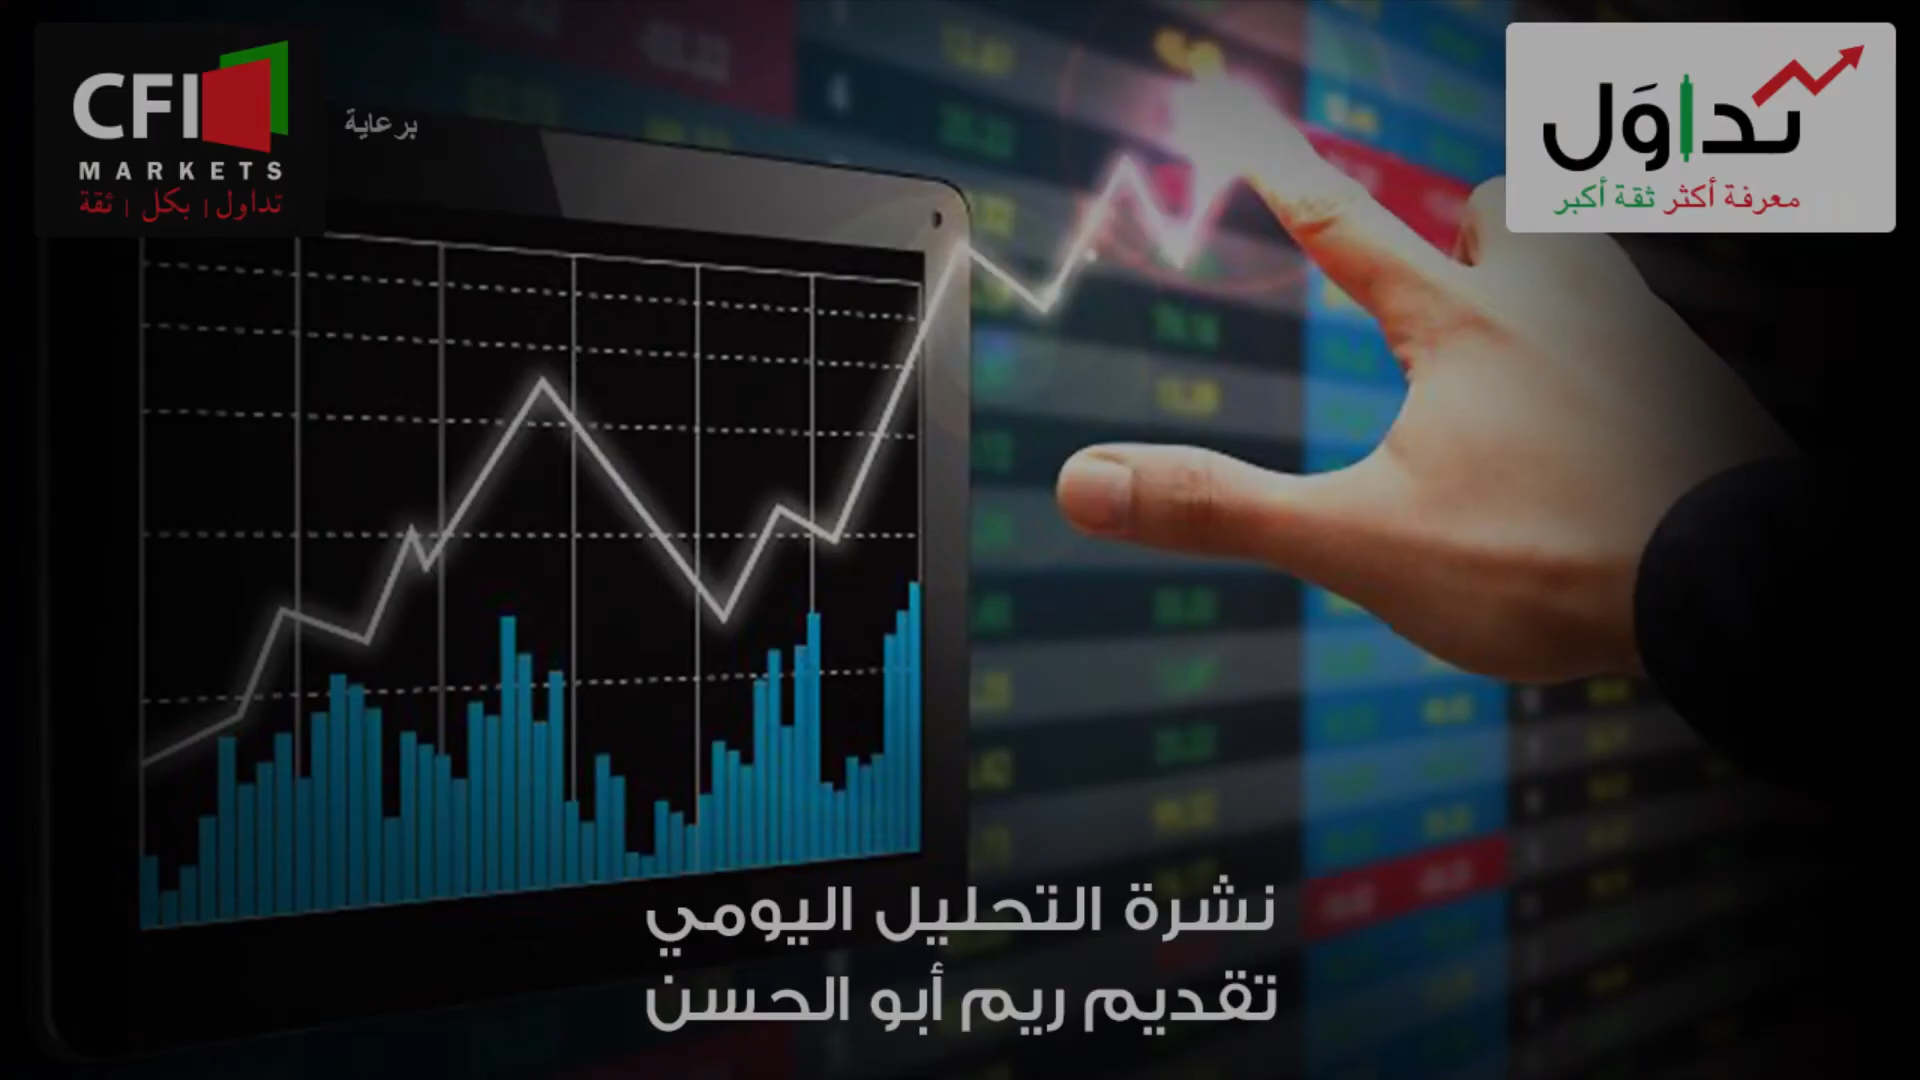 CFI
MARKETS
تداول | بكل | ثقة
برعاية
تداوَل
معرفة أكثر ثقة أكبر
نشرة التحليل اليومي
تقديم ريم أبو الحسن